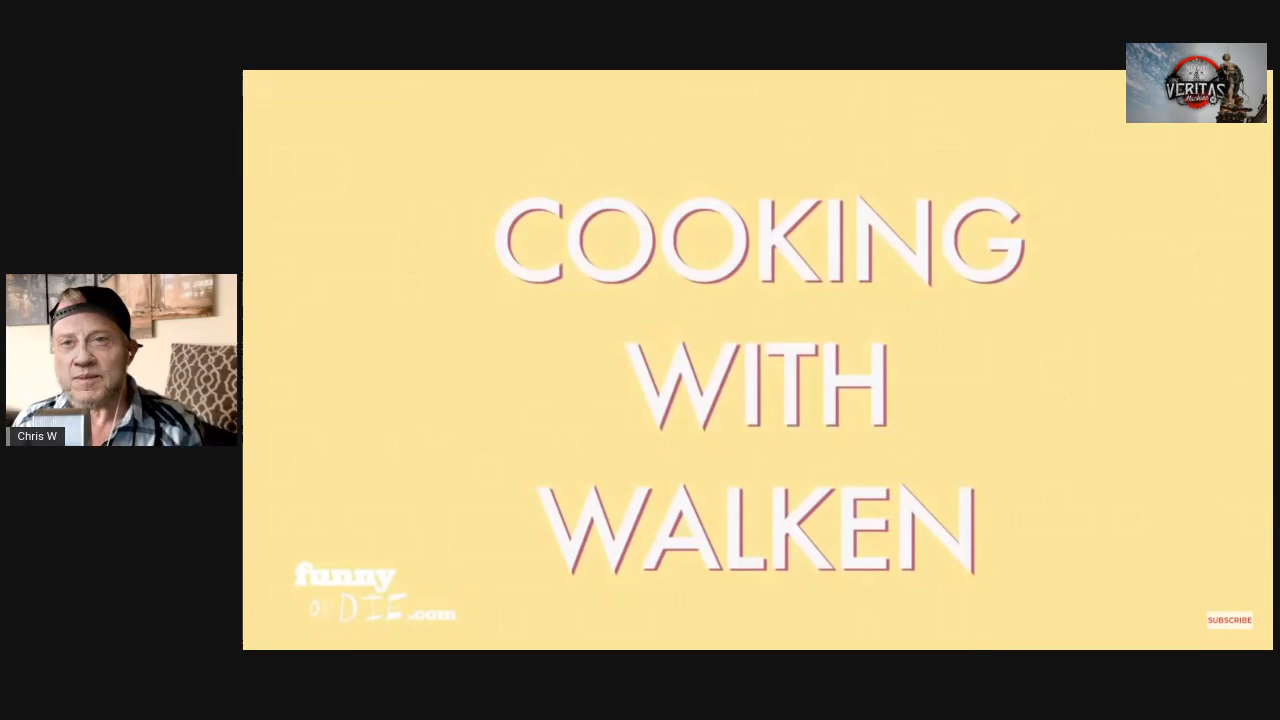 VERITAS
COOKING
WITH
WALKEN
funny
OR DIE.com
SUBSCRIBE
Chris W